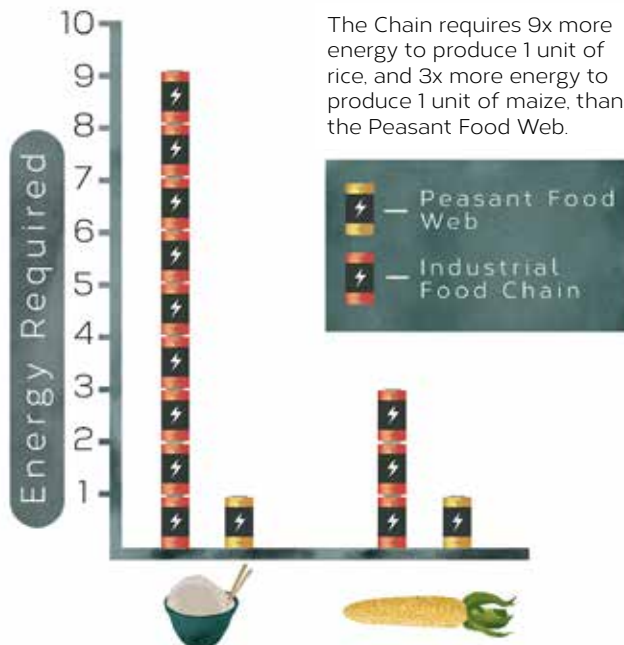 The Chain requires 9x more
energy to produce 1 unit of
rice, and 3x more energy to
produce 1 unit of maize, than
the Peasant Food Web.
Peasant Food
Web
Industrial
Food Chain
Energy Required
10
9
8
7
6
5
4
3
2
1